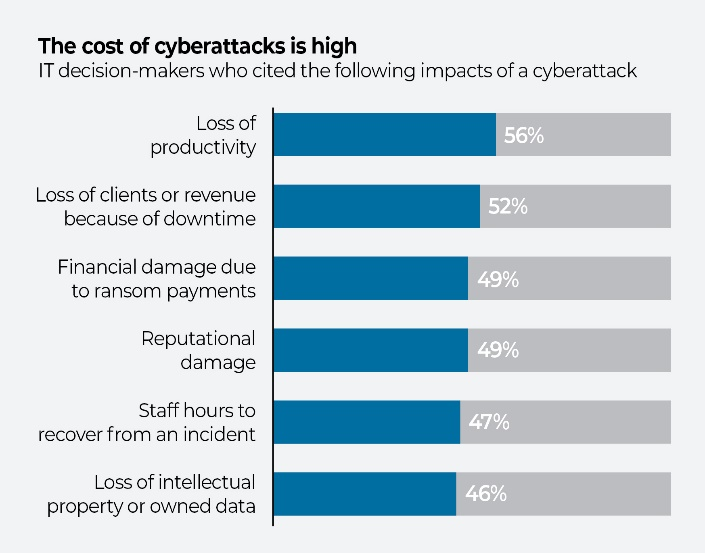 The cost of cyberattacks is high
IT decision-makers who cited the following impacts of a cyberattack
Loss of
productivity
56%
Loss of clients or revenue
because of downtime
52%
Financial damage due
to ransom payments
49%
Reputational
damage
49%
Staff hours to
recover from an incident
47%
Loss of intellectual
property or owned data
46%